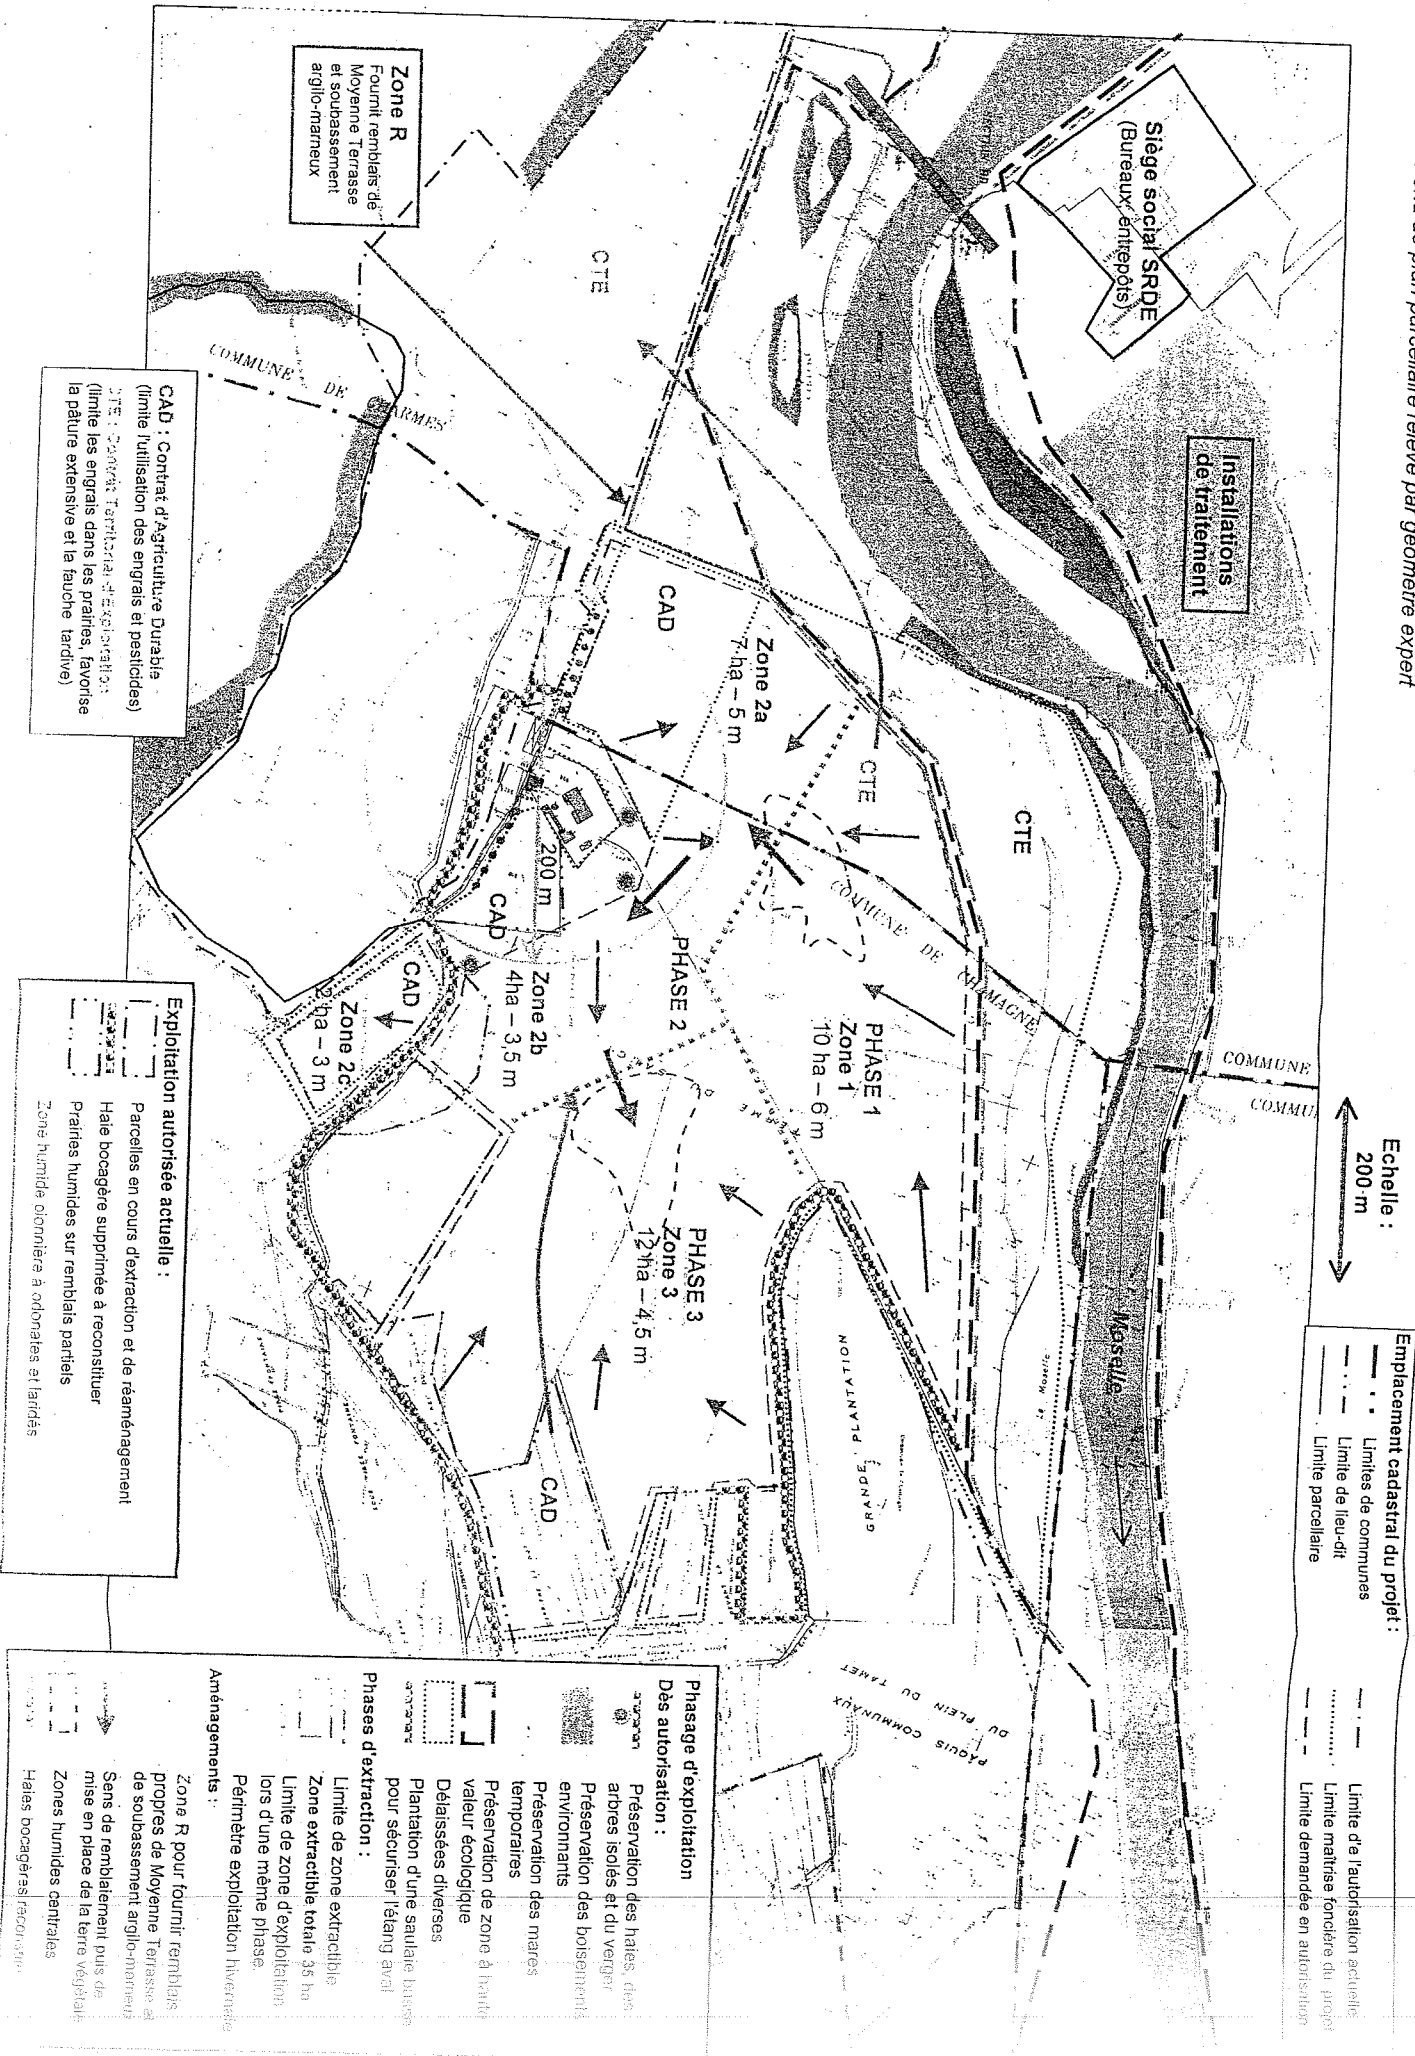 plan parcellaire relevé par géomètre expert
Echelle :
200 m
Emplacement cadastral du projet :
Limites de communes
Limite de lieu-dit
Limite parcellaire
Limite de l'autorisation actuelle
Limite maîtrise foncière du projet
Limite demandée en autorisation
Siège social SRDE
(Bureaux, entrepôts)
Installations
de traitement
Zone R
Fournit remblais de
Moyenne Terrasse
et soubassement
argilo-marneux
CTE
CTE
CTE
COMMUNE DE CHARMES
COMMUNE DE CHAMAGNE
COMMUNE
COMMU
Moselle
CAD
Zone 2a
7 ha – 5 m
200 m
CAD
Zone 2b
4ha – 3,5 m
CAD
Zone 2c
ha – 3 m
PHASE 1
Zone 1
10 ha – 6 m
PHASE 2
PHASE 3
Zone 3
12 ha – 4,5 m
CAD
GRANDE PLANTATION
PÂQUIS COMMUNAUX
DU PLEIN DU TAMET
CAD : Contrat d'Agriculture Durable
(limite l'utilisation des engrais et pesticides)
CTE : Contrat Territorial d'Exploitation
(limite les engrais dans les prairies, favorise
la pâture extensive et la fauche tardive)
Exploitation autorisée actuelle :
Parcelles en cours d'extraction et de réaménagement
Haie bocagère supprimée à reconstituer
Prairies humides sur remblais partiels
Zone humide pionnière à odonates et laridés
Phasage d'exploitation
Dès autorisation :
Préservation des haies, des
arbres isolés et du verger
Préservation des boisements
environnants
Préservation des mares
temporaires
Préservation de zone à haute
valeur écologique
Délaissées diverses
Plantation d'une saulaie basse
pour sécuriser l'étang aval
Phases d'extraction :
Limite de zone extractible
Zone extractible totale 35 ha
Limite de zone d'exploitation
lors d'une même phase
Périmètre exploitation hivernale
Aménagements :
Zone R pour fournir remblais
propres de Moyenne Terrasse et
de soubassement argilo-marneux
Sens de remblaiement puis de
mise en place de la terre végétale
Zones humides centrales
Haies bocagères